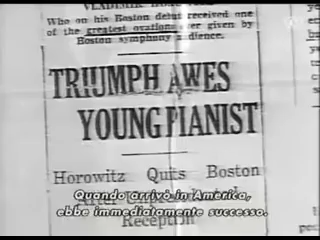 VLADIMIR
Who on his Boston debut received one
of the greatest ovations ever given by
Boston symphony audience.
TRIUMPH AWES
YOUNG PIANIST
Horowitz Quits Boston
Quando arrivò in America,
ebbe immediatamente successo.
Reception